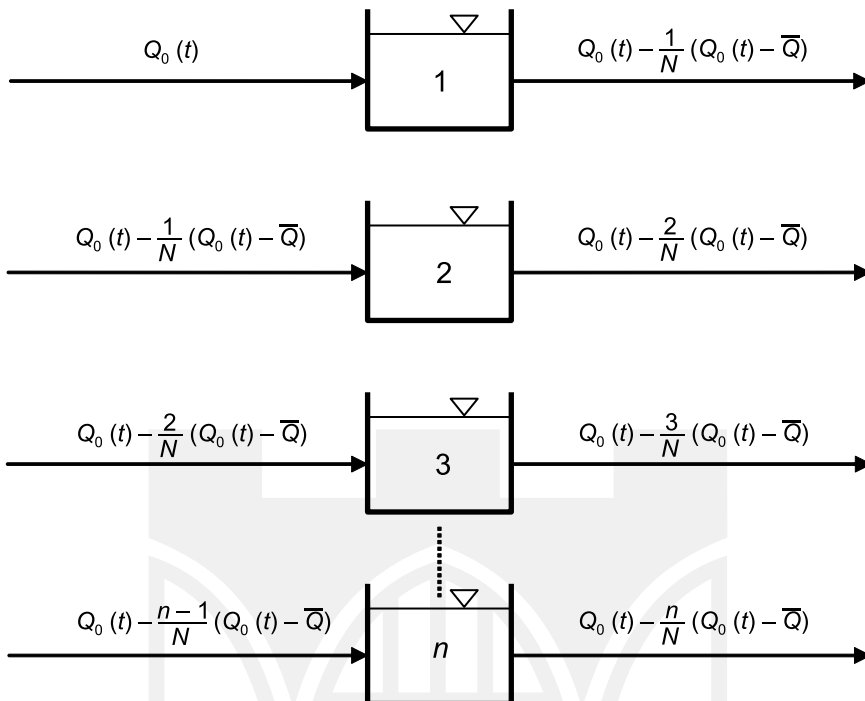 Q₀ (t)
1
Q₀ (t) – 1/N (Q₀ (t) – Q̅)
Q₀ (t) – 1/N (Q₀ (t) – Q̅)
2
Q₀ (t) – 2/N (Q₀ (t) – Q̅)
Q₀ (t) – 2/N (Q₀ (t) – Q̅)
3
Q₀ (t) – 3/N (Q₀ (t) – Q̅)
Q₀ (t) – n – 1/N (Q₀ (t) – Q̅)
n
Q₀ (t) – n/N (Q₀ (t) – Q̅)